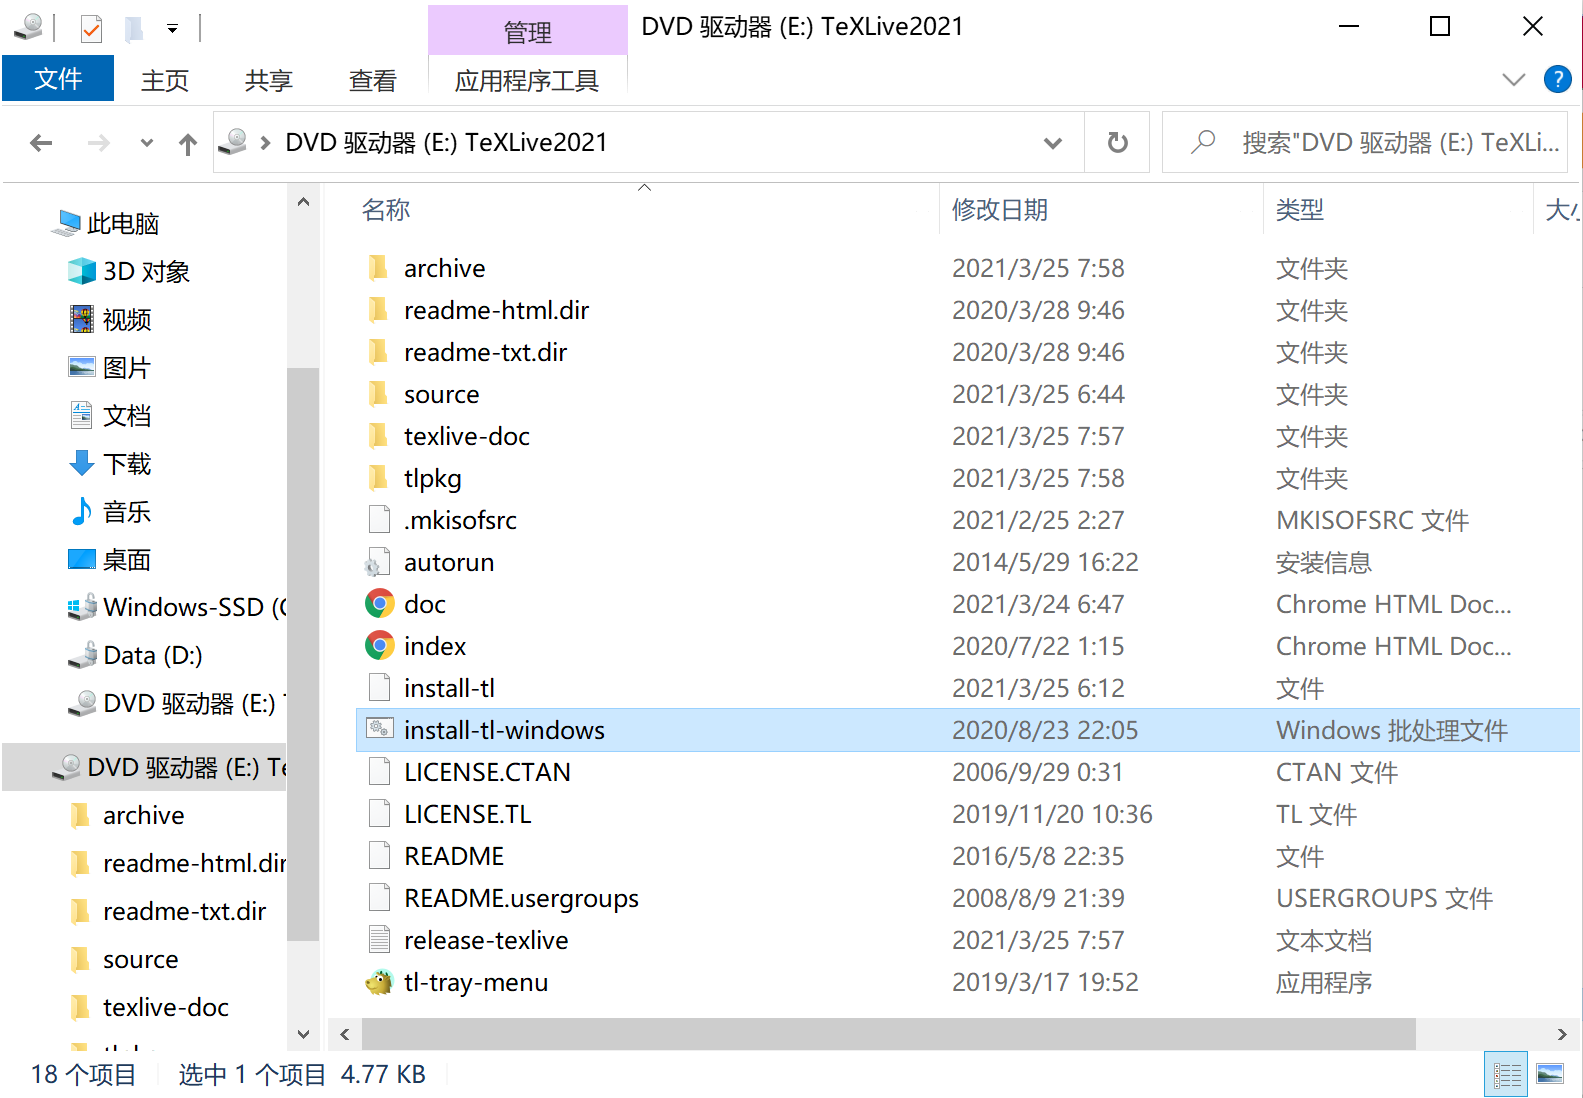 管理
DVD 驱动器 (E:) TeXLive2021
文件
主页
共享
查看
应用程序工具
?
DVD 驱动器 (E:) TeXLive2021
搜索"DVD 驱动器 (E:) TeXLi...
此电脑
3D 对象
视频
图片
文档
下载
音乐
桌面
Windows-SSD (
Data (D:)
DVD 驱动器 (E:)
DVD 驱动器 (E:) Te
archive
readme-html.dir
readme-txt.dir
source
texlive-doc
名称 修改日期 类型 大小
archive 2021/3/25 7:58 文件夹
readme-html.dir 2020/3/28 9:46 文件夹
readme-txt.dir 2020/3/28 9:46 文件夹
source 2021/3/25 6:44 文件夹
texlive-doc 2021/3/25 7:57 文件夹
tlpkg 2021/3/25 7:58 文件夹
.mkisofsrc 2021/2/25 2:27 MKISOFSRC 文件
autorun 2014/5/29 16:22 安装信息
doc 2021/3/24 6:47 Chrome HTML Doc...
index 2020/7/22 1:15 Chrome HTML Doc...
install-tl 2021/3/25 6:12 文件
install-tl-windows 2020/8/23 22:05 Windows 批处理文件
LICENSE.CTAN 2006/9/29 0:31 CTAN 文件
LICENSE.TL 2019/11/20 10:36 TL 文件
README 2016/5/8 22:35 文件
README.usergroups 2008/8/9 21:39 USERGROUPS 文件
release-texlive 2021/3/25 7:57 文本文档
tl-tray-menu 2019/3/17 19:52 应用程序
18 个项目 选中 1 个项目 4.77 KB